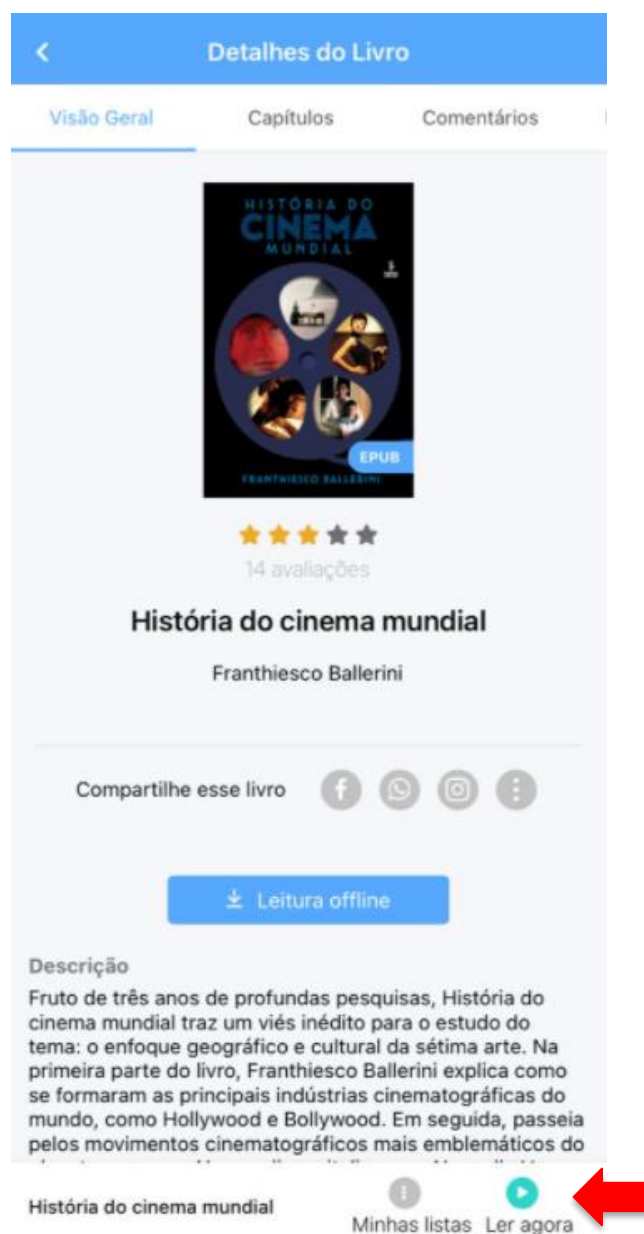 Detalhes do Livro
Visão Geral
Capítulos
Comentários
HISTÓRIA DO
CINEMA
MUNDIAL
EPUB
FRANTHIESCO BALLERINI
14 avaliações
História do cinema mundial
Franthiesco Ballerini
Compartilhe esse livro
Leitura offline
Descrição
Fruto de três anos de profundas pesquisas, História do
cinema mundial traz um viés inédito para o estudo do
tema: o enfoque geográfico e cultural da sétima arte. Na
primeira parte do livro, Franthiesco Ballerini explica como
se formaram as principais indústrias cinematográficas do
mundo, como Hollywood e Bollywood. Em seguida, passeia
pelos movimentos cinematográficos mais emblemáticos do
História do cinema mundial
Minhas listas
Ler agora